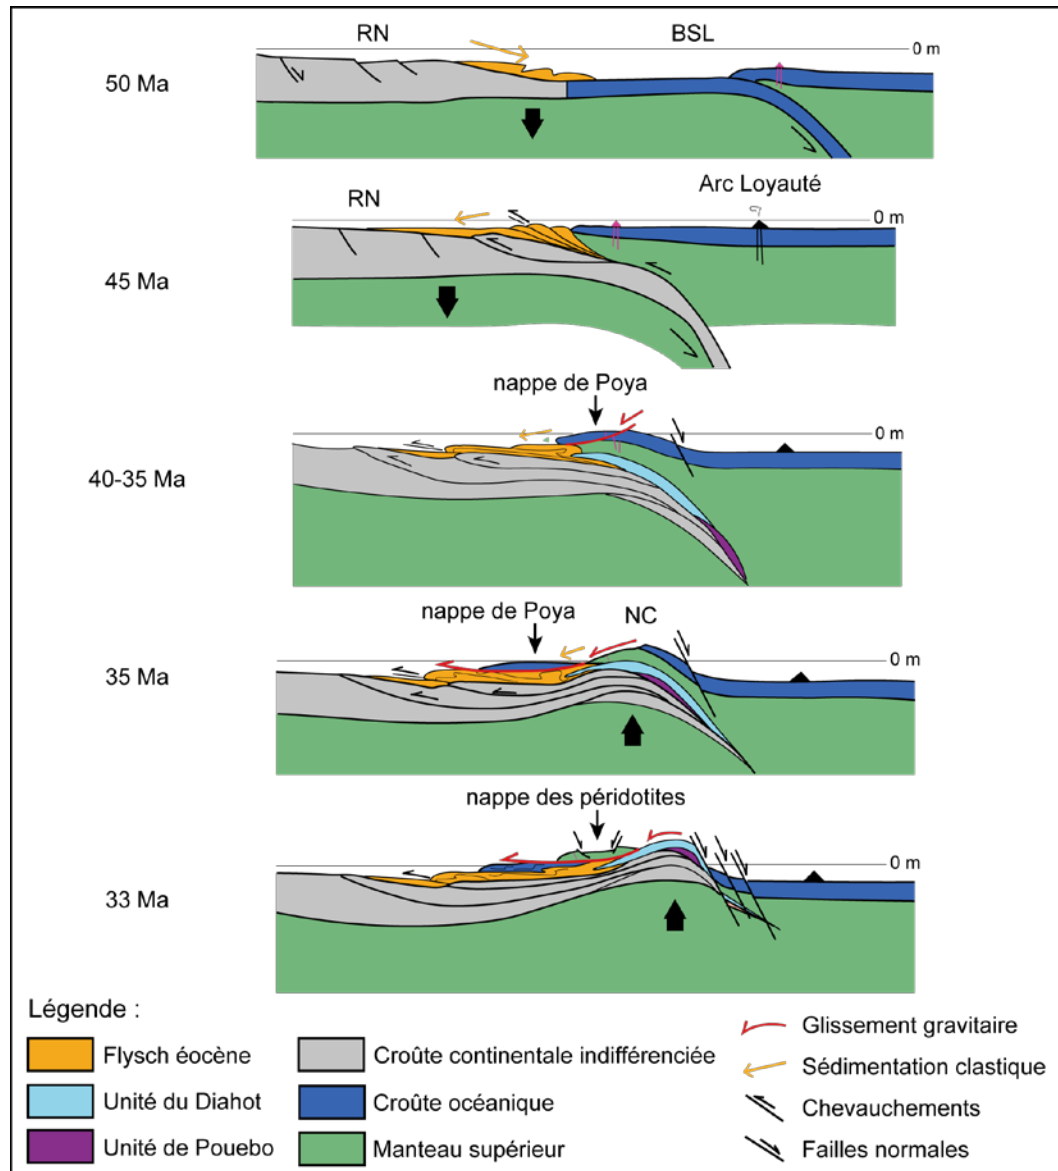 RN
BSL
0 m
50 Ma
Arc Loyauté
RN
0 m
45 Ma
nappe de Poya
0 m
40-35 Ma
nappe de Poya
NC
0 m
35 Ma
nappe des péridotites
0 m
33 Ma
Légende :
Flysch éocène
Unité du Diahot
Unité de Pouebo
Croûte continentale indifférenciée
Croûte océanique
Manteau supérieur
Glissement gravitaire
Sédimentation clastique
Chevauchements
Failles normales